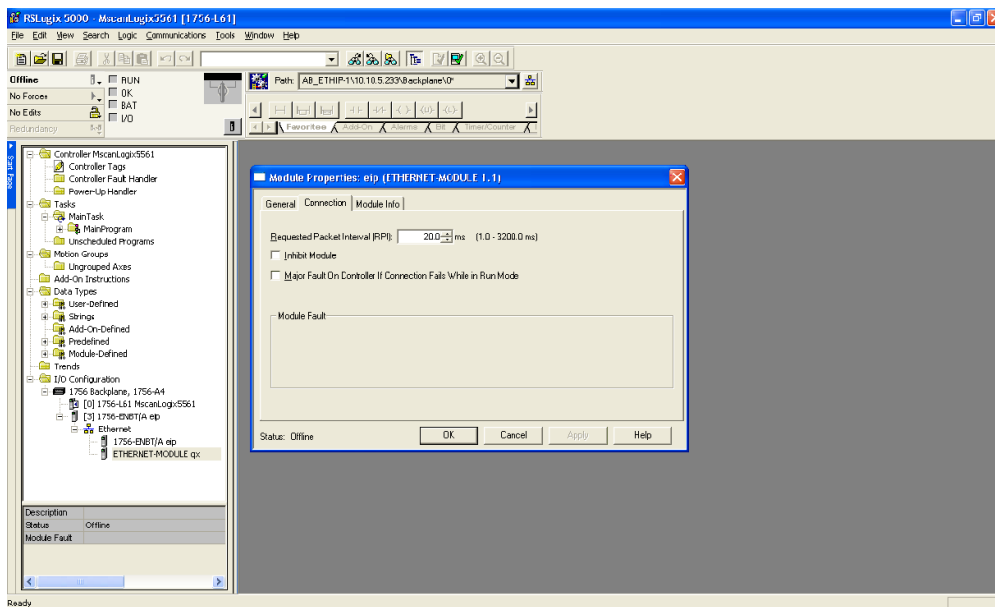 RSLogix 5000 - MscanLogix5561 [1756-L61]
File Edit View Search Logic Communications Tools Window Help
Offline
RUN
No Forces
OK
No Edits
BAT
Redundancy
I/O
Path: AB_ETHIP-1\10.10.5.233\Backplane\0*
Favorites Add-On Alarms Bit Timer/Counter
Start Page
Controller MscanLogix5561
Controller Tags
Controller Fault Handler
Power-Up Handler
Tasks
MainTask
MainProgram
Unscheduled Programs
Motion Groups
Ungrouped Axes
Add-On Instructions
Data Types
User-Defined
Strings
Add-On-Defined
Predefined
Module-Defined
Trends
I/O Configuration
1756 Backplane, 1756-A4
[0] 1756-L61 MscanLogix5561
[3] 1756-ENBT/A eip
Ethernet
1756-ENBT/A eip
ETHERNET-MODULE qx
Description
Status Offline
Module Fault
Module Properties: eip (ETHERNET-MODULE 1.1)
General Connection Module Info
Requested Packet Interval (RPI): 20.0 ms (1.0 - 3200.0 ms)
Inhibit Module
Major Fault On Controller If Connection Fails While in Run Mode
Module Fault
Status: Offline
OK Cancel Apply Help
Ready